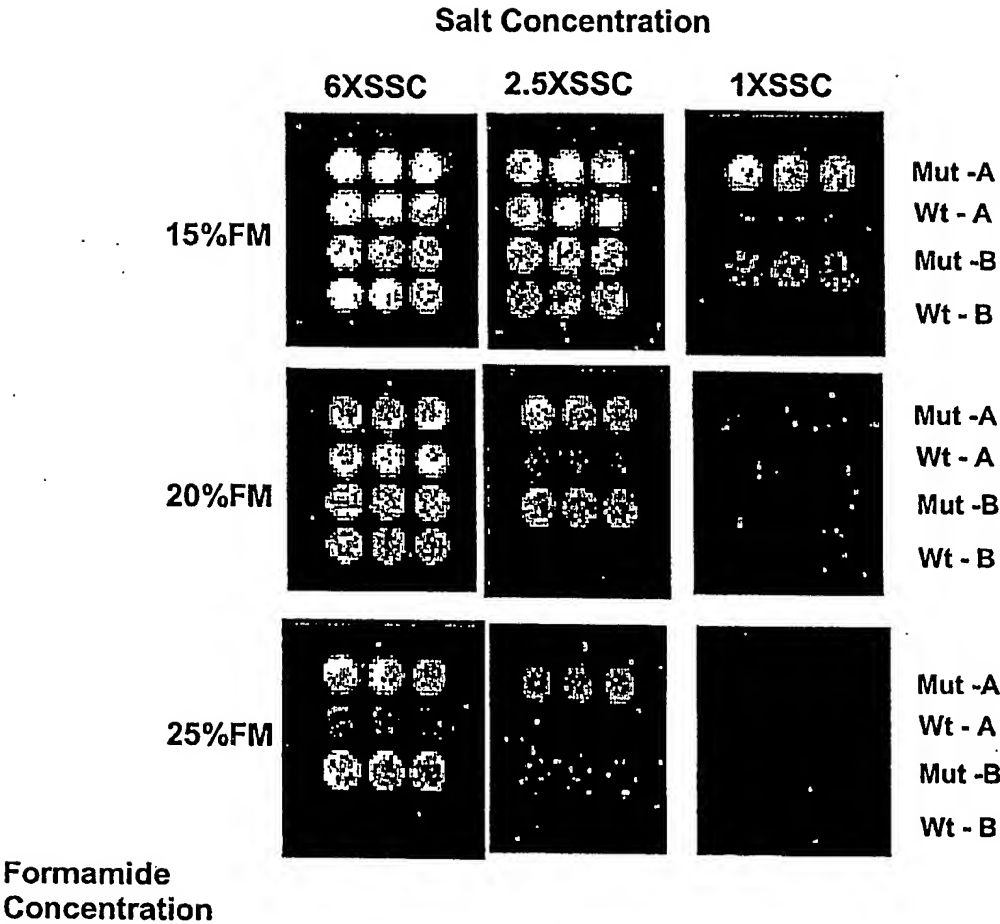 Salt Concentration
6XSSC 2.5XSSC 1XSSC
15%FM
Mut -A
Wt - A
Mut -B
Wt - B
20%FM
Mut -A
Wt - A
Mut -B
Wt - B
25%FM
Mut -A
Wt - A
Mut -B
Wt - B
Formamide
Concentration